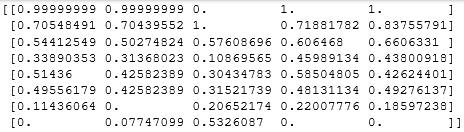 [[0.99999999 0.99999999 0. 1. 1. ]
[0.70548491 0.70439552 1. 0.71881782 0.83755791]
[0.54412549 0.50274824 0.57608696 0.606468 0.6606331 ]
[0.33890353 0.31368023 0.10869565 0.45989134 0.43800918]
[0.51436 0.42582389 0.30434783 0.58504805 0.42624401]
[0.49556179 0.42582389 0.31521739 0.48131134 0.49276137]
[0.11436064 0. 0.20652174 0.22007776 0.18597238]
[0. 0.07747099 0.5326087 0. 0. ]]